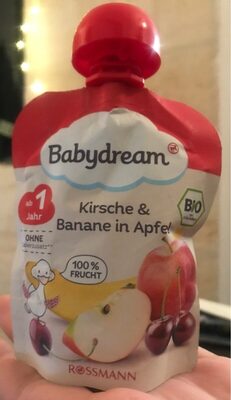 Babydream
ab 1
Jahr
Kirsche &
Banane in Apfel
BIO
OHNE
100%
FRUCHT
ROSSMANN